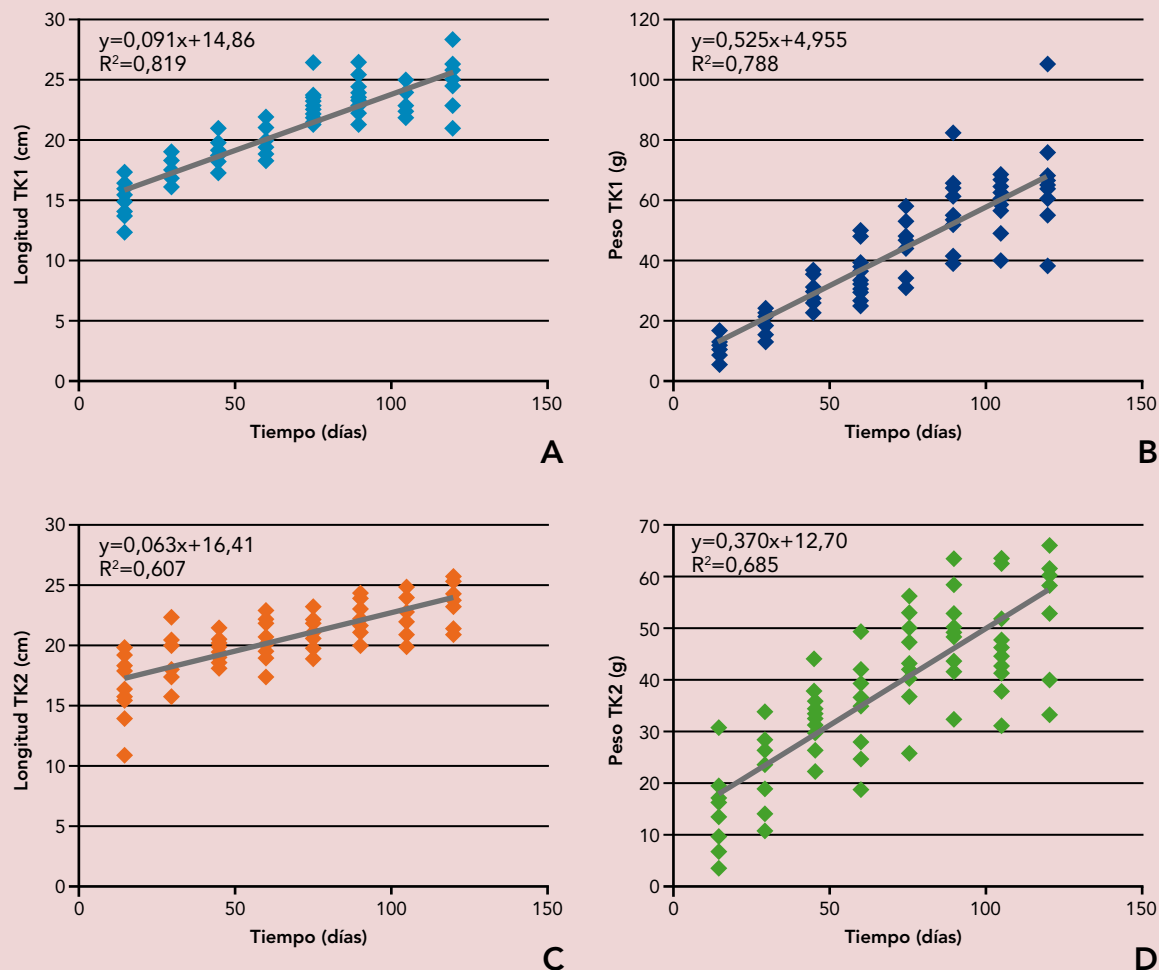 y=0,091x+14,86
R²=0,819
Longitud TK1 (cm)
30
25
20
15
10
5
0
0 50 100 150
Tiempo (días)
A
y=0,525x+4,955
R²=0,788
Peso TK1 (g)
120
100
80
60
40
20
0
0 50 100 150
Tiempo (días)
B
y=0,063x+16,41
R²=0,607
Longitud TK2 (cm)
30
25
20
15
10
5
0
0 50 100 150
Tiempo (días)
C
y=0,370x+12,70
R²=0,685
Peso TK2 (g)
70
60
50
40
30
20
10
0
0 50 100 150
Tiempo (días)
D